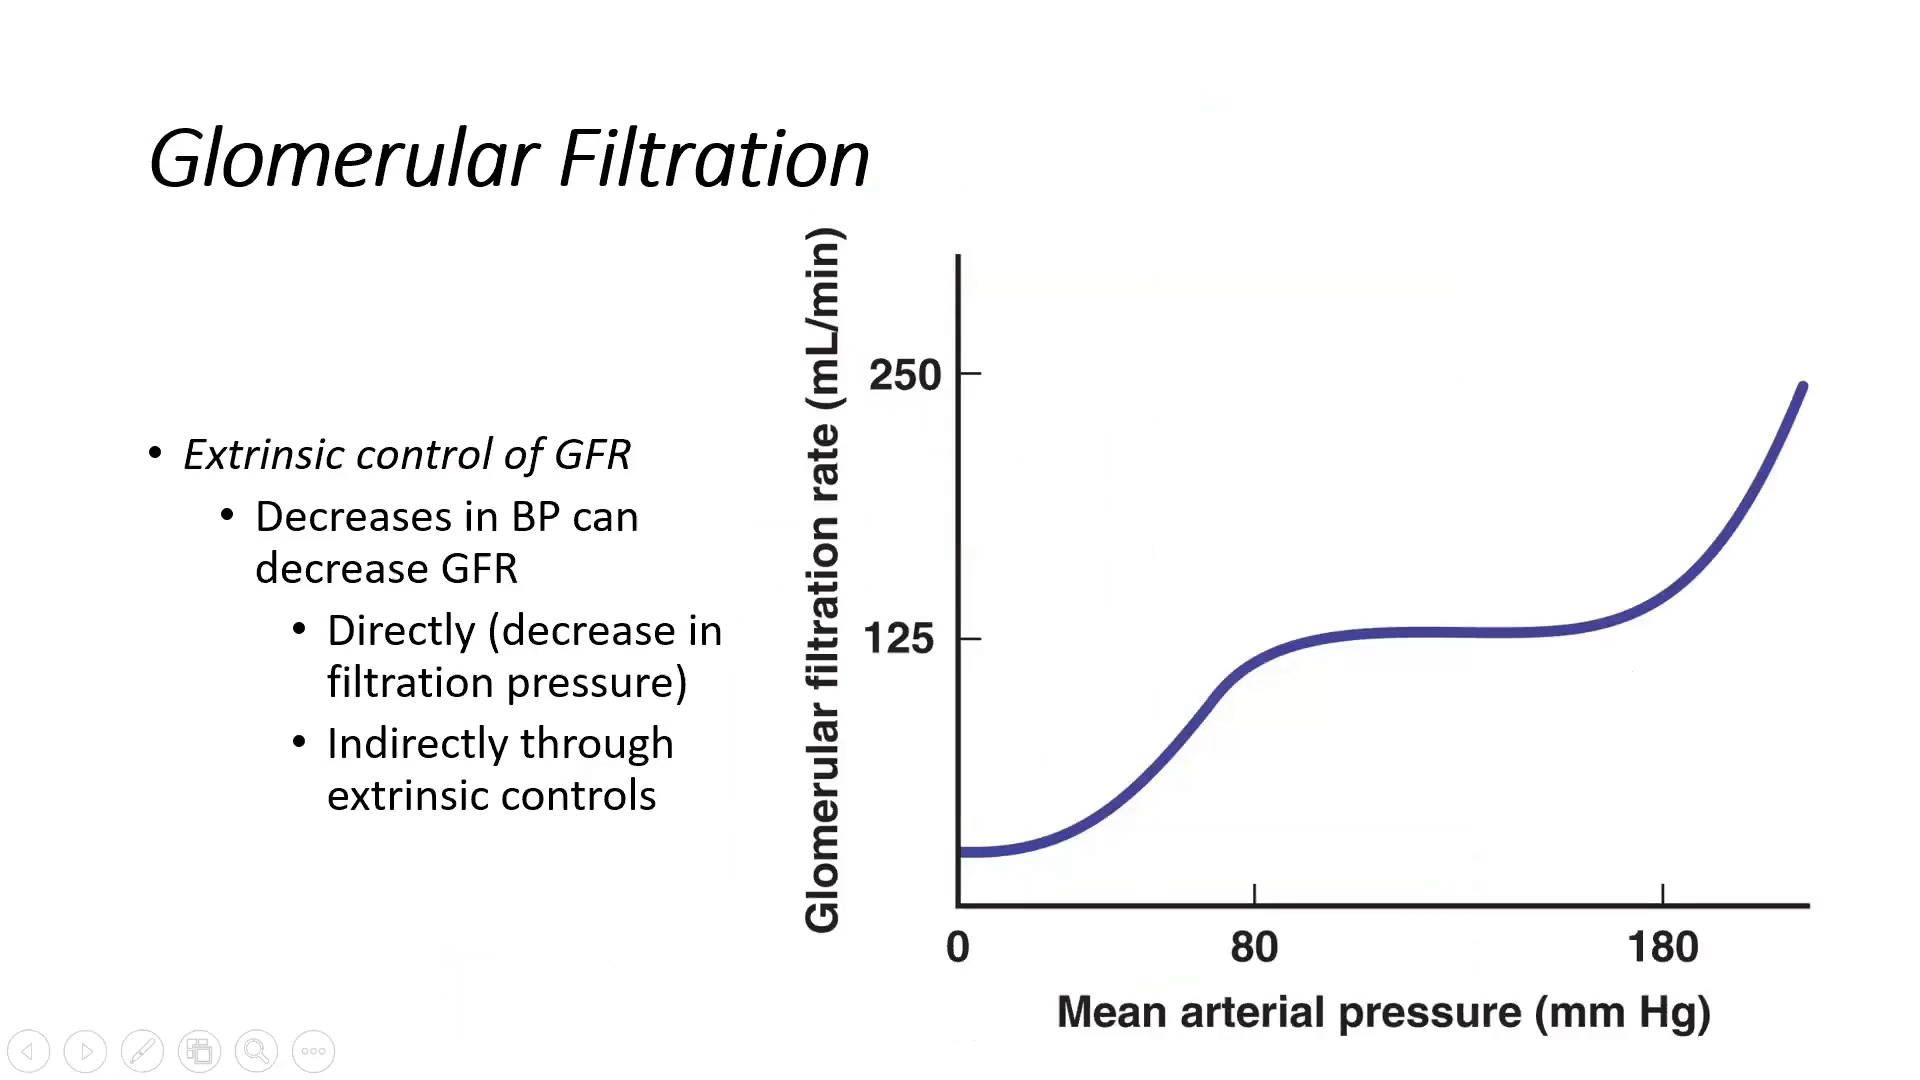 Glomerular Filtration
• Extrinsic control of GFR
• Decreases in BP can
decrease GFR
• Directly (decrease in
filtration pressure)
• Indirectly through
extrinsic controls
Glomerular filtration rate (mL/min)
250
125
0
80
180
Mean arterial pressure (mm Hg)